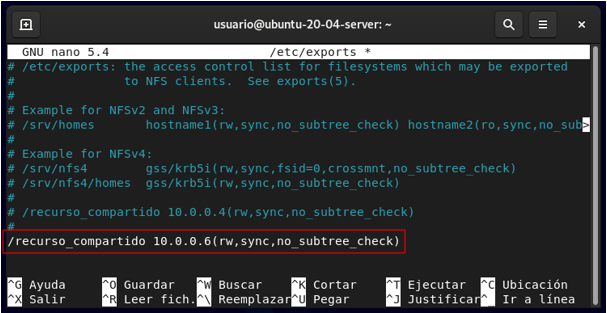 usuario@ubuntu-20-04-server: ~
GNU nano 5.4 /etc/exports *
# /etc/exports: the access control list for filesystems which may be exported
# to NFS clients. See exports(5).
#
# Example for NFSv2 and NFSv3:
# /srv/homes hostname1(rw,sync,no_subtree_check) hostname2(ro,sync,no_sub>
#
# Example for NFSv4:
# /srv/nfs4 gss/krb5i(rw,sync,fsid=0,crossmnt,no_subtree_check)
# /srv/nfs4/homes gss/krb5i(rw,sync,no_subtree_check)
#
# /recurso_compartido 10.0.0.4(rw,sync,no_subtree_check)
#
/recurso_compartido 10.0.0.6(rw,sync,no_subtree_check)
^G Ayuda ^O Guardar ^W Buscar ^K Cortar ^T Ejecutar ^C Ubicación
^X Salir ^R Leer fich. ^\ Reemplazar ^U Pegar ^J Justificar ^_ Ir a línea